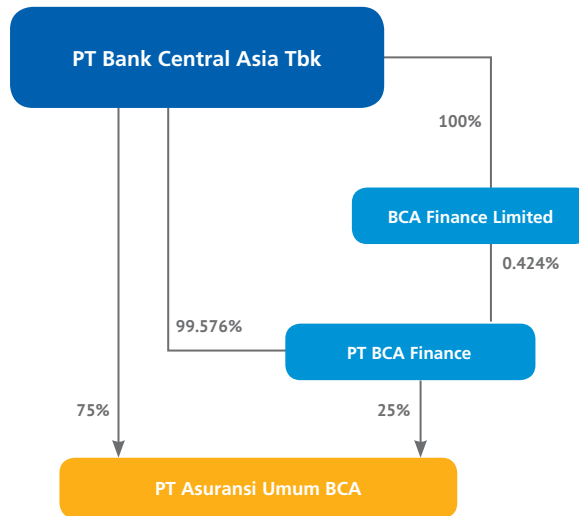 PT Bank Central Asia Tbk
100%
BCA Finance Limited
0.424%
99.576%
PT BCA Finance
75%
25%
PT Asuransi Umum BCA